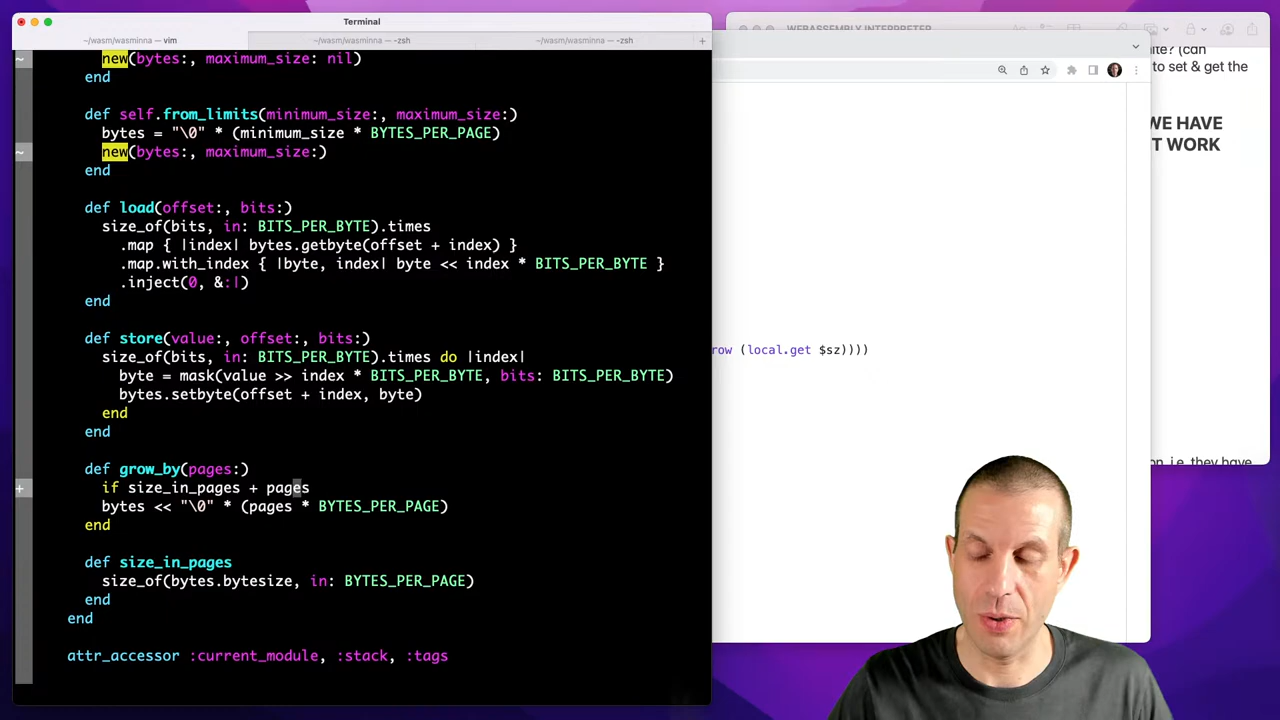 Terminal
~/wasm/wasminna — vim
~/wasm/wasminna — -zsh
~/wasm/wasminna — -zsh
+
~ new(bytes:, maximum_size: nil)
end
def self.from_limits(minimum_size:, maximum_size:)
bytes = "\0" * (minimum_size * BYTES_PER_PAGE)
~ new(bytes:, maximum_size:)
end
def load(offset:, bits:)
size_of(bits, in: BITS_PER_BYTE).times
.map { |index| bytes.getbyte(offset + index) }
.map.with_index { |byte, index| byte << index * BITS_PER_BYTE }
.inject(0, &:|)
end
def store(value:, offset:, bits:)
size_of(bits, in: BITS_PER_BYTE).times do |index|
byte = mask(value >> index * BITS_PER_BYTE, bits: BITS_PER_BYTE)
bytes.setbyte(offset + index, byte)
end
end
def grow_by(pages:)
+ if size_in_pages + pages
bytes << "\0" * (pages * BYTES_PER_PAGE)
end
def size_in_pages
size_of(bytes.bytesize, in: BYTES_PER_PAGE)
end
end
attr_accessor :current_module, :stack, :tags
WEBASSEMBLY INTERPRETER
(can
to set & get the
WE HAVE
T WORK
row (local.get $sz))))
i.e. they have